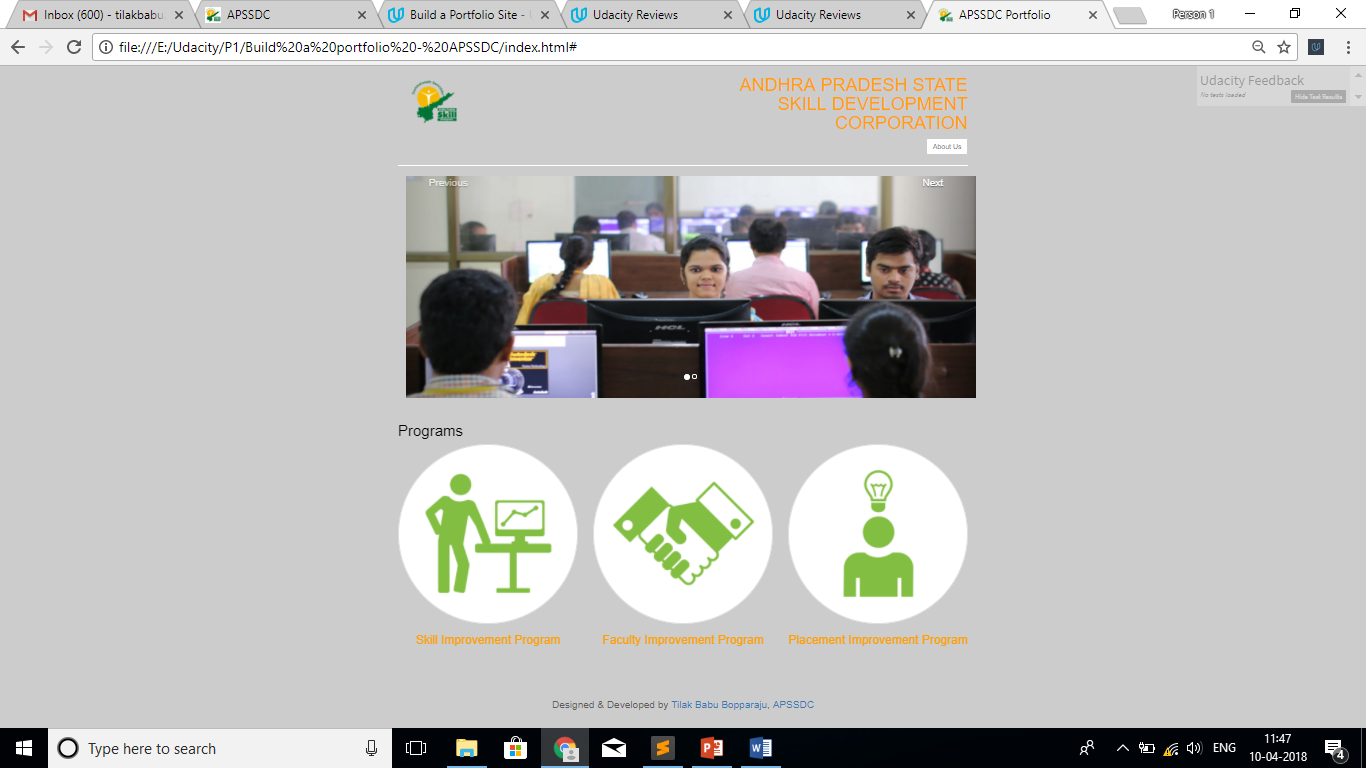 Inbox (600) - tilakbabu
APSSDC
Build a Portfolio Site -
Udacity Reviews
Udacity Reviews
APSSDC Portfolio
Person 1
file:///E:/Udacity/P1/Build%20a%20portfolio%20-%20APSSDC/index.html#
Udacity Feedback
No tests loaded
Hide Test Results
Skill
ANDHRA PRADESH STATE
SKILL DEVELOPMENT
CORPORATION
About Us
Previous
Next
HCL
HCL
Programs
Skill Improvement Program
Faculty Improvement Program
Placement Improvement Program
Designed & Developed by Tilak Babu Bopparaju, APSSDC
Type here to search
ENG
11:47
10-04-2018
4